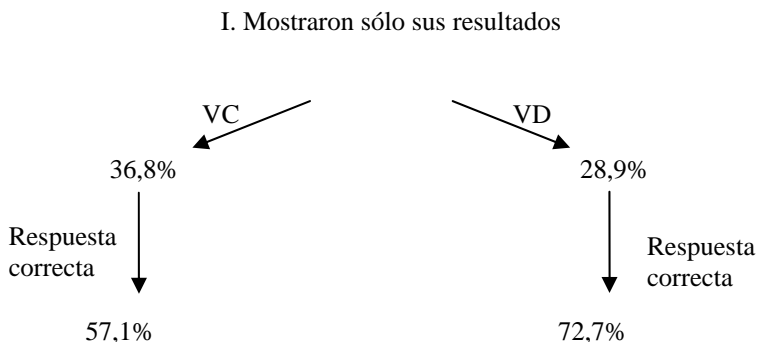 I. Mostraron sólo sus resultados
VC
VD
36,8%
28,9%
Respuesta
correcta
Respuesta
correcta
57,1%
72,7%